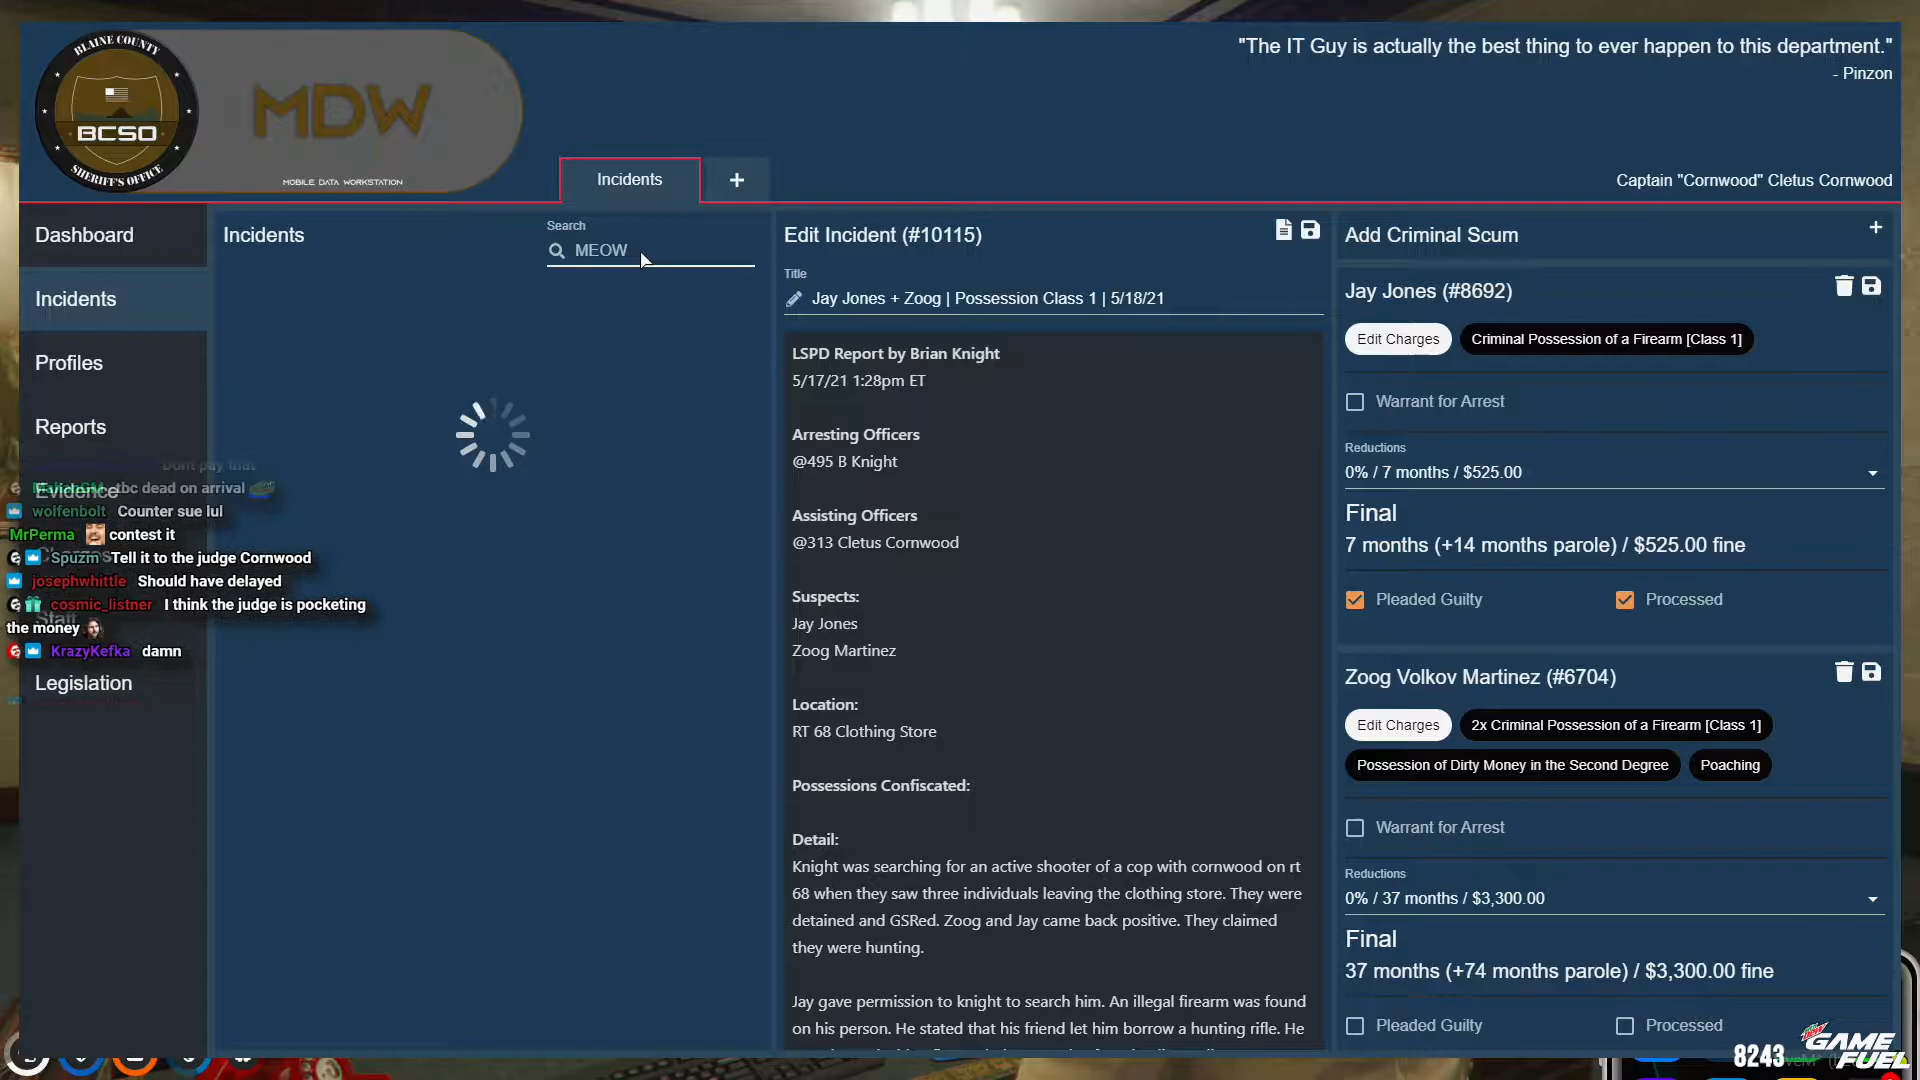 BLAINE COUNTY
BCSO
SHERIFF'S OFFICE
MDW
MOBILE DATA WORKSTATION
"The IT Guy is actually the best thing to ever happen to this department."
- Pinzon
Incidents
+
Captain "Cornwood" Cletus Cornwood
Dashboard
Incidents
Profiles
Reports
Evidence
Charges
Staff
Legislation
Dont pay that
tbc dead on arrival
wolfenbolt Counter sue lul
MrPerma contest it
Spuzm Tell it to the judge Cornwood
josephwhittle Should have delayed
cosmic_listner I think the judge is pocketing
the money
KrazyKefka damn
Incidents
Search
MEOW
Edit Incident (#10115)
Title
Jay Jones + Zoog | Possession Class 1 | 5/18/21
LSPD Report by Brian Knight
5/17/21 1:28pm ET
Arresting Officers
@495 B Knight
Assisting Officers
@313 Cletus Cornwood
Suspects:
Jay Jones
Zoog Martinez
Location:
RT 68 Clothing Store
Possessions Confiscated:
Detail:
Knight was searching for an active shooter of a cop with cornwood on rt
68 when they saw three individuals leaving the clothing store. They were
detained and GSRed. Zoog and Jay came back positive. They claimed
they were hunting.
Jay gave permission to knight to search him. An illegal firearm was found
on his person. He stated that his friend let him borrow a hunting rifle. He
Add Criminal Scum
+
Jay Jones (#8692)
Edit Charges
Criminal Possession of a Firearm [Class 1]
Warrant for Arrest
Reductions
0% / 7 months / $525.00
Final
7 months (+14 months parole) / $525.00 fine
Pleaded Guilty
Processed
Zoog Volkov Martinez (#6704)
Edit Charges
2x Criminal Possession of a Firearm [Class 1]
Possession of Dirty Money in the Second Degree
Poaching
Warrant for Arrest
Reductions
0% / 37 months / $3,300.00
Final
37 months (+74 months parole) / $3,300.00 fine
Pleaded Guilty
Processed
8243
GAME
FUEL